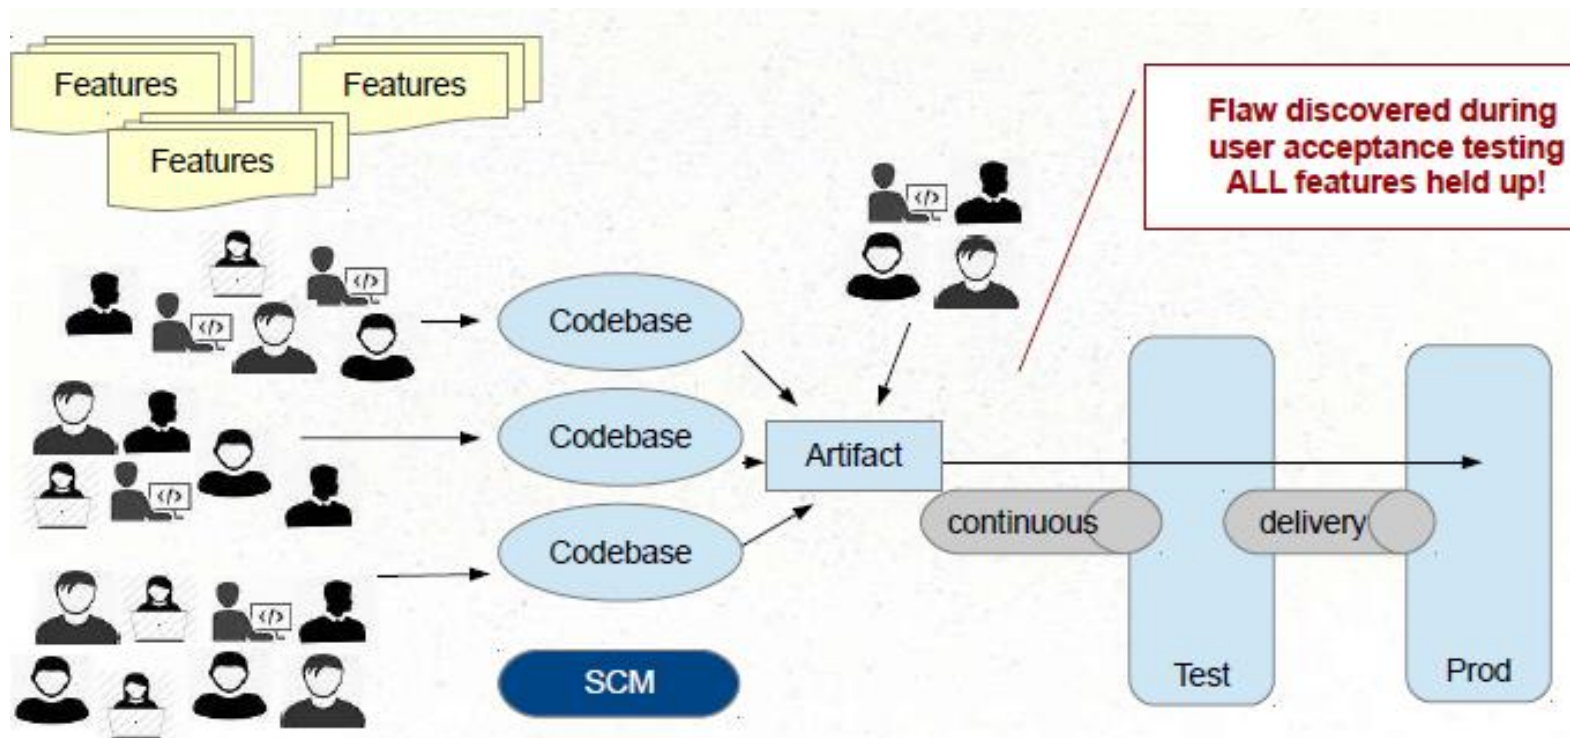 Features
Features
Features
Flaw discovered during
user acceptance testing
ALL features held up!
</>
</>
</>
Codebase
Codebase
Artifact
</>
continuous
delivery
Codebase
</>
SCM
Test
Prod